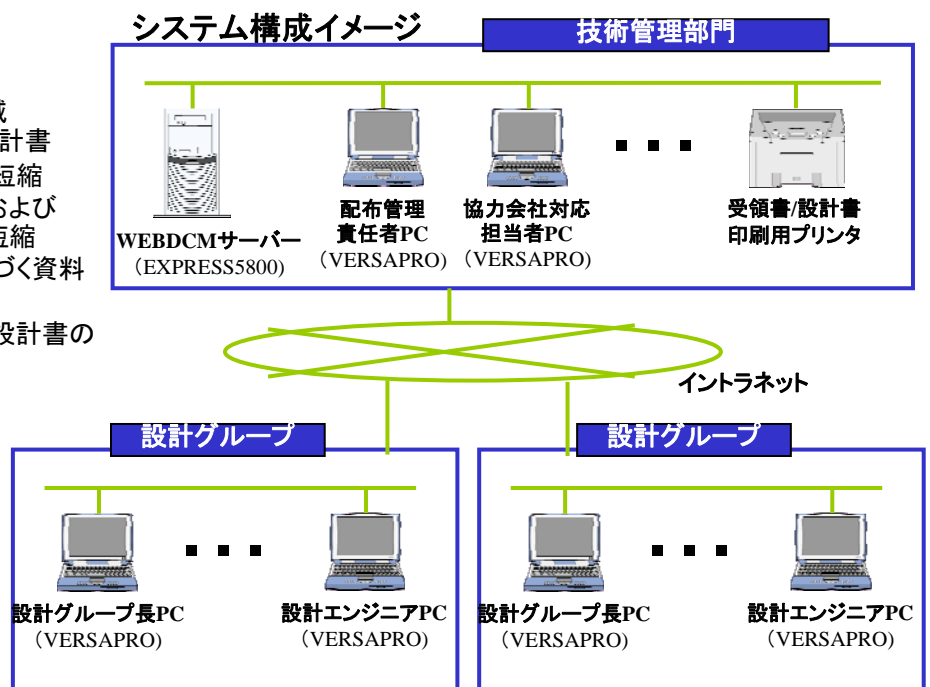 システム構成イメージ
技術管理部門
減
計書
短縮
および
短縮
づく資料
設計書の
WEBDCMサーバー
（EXPRESS5800)
配布管理
責任者PC
（VERSAPRO)
協力会社対応
担当者PC
（VERSAPRO)
受領書/設計書
印刷用プリンタ
イントラネット
設計グループ
設計グループ長PC
（VERSAPRO)
設計エンジニアPC
（VERSAPRO)
設計グループ
設計グループ長PC
（VERSAPRO)
設計エンジニアPC
（VERSAPRO)